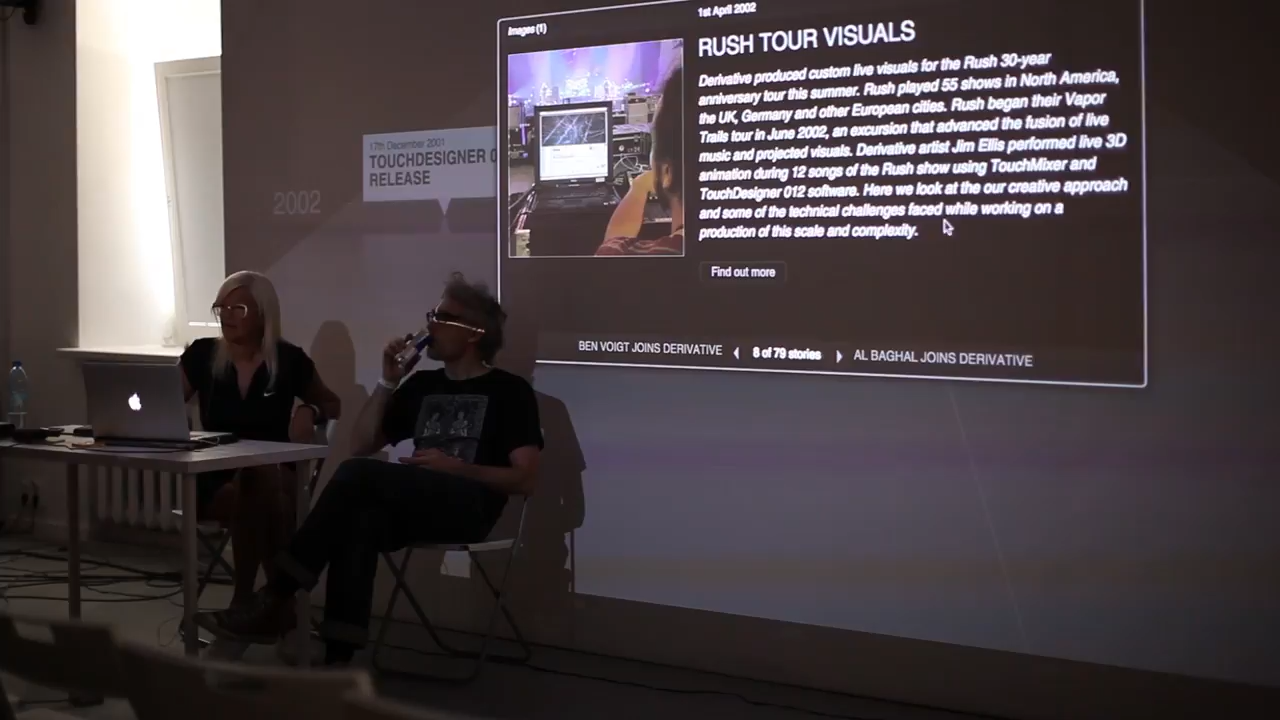 1st April 2002
Images (1)
RUSH TOUR VISUALS
Derivative produced custom live visuals for the Rush 30-year
anniversary tour this summer. Rush played 55 shows in North America,
the UK, Germany and other European cities. Rush began their Vapor
Trails tour in June 2002, an excursion that advanced the fusion of live
music and projected visuals. Derivative artist Jim Ellis performed live 3D
animation during 12 songs of the Rush show using TouchMixer and
TouchDesigner 012 software. Here we look at the our creative approach
and some of the technical challenges faced while working on a
production of this scale and complexity.
Find out more
BEN VOIGT JOINS DERIVATIVE
8 of 79 stories
AL BAGHAL JOINS DERIVATIVE
17th December 2001
TOUCHDESIGNER 0
RELEASE
2002